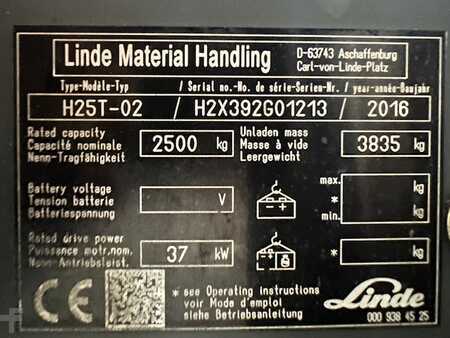 Linde Material Handling
D-63743 Aschaffenburg
Carl-von-Linde-Platz
Type-Modèle-Typ / Serial no.-No. de série-Serien-Nr. / year-année-Baujahr
H25T-02 / H2X392G01213 / 2016
Rated capacity
Capacité nominale
Nenn-Tragfähigkeit
2500 kg
Unladen mass
Masse à vide
Leergewicht
3835 kg
Battery voltage
Tension batterie
Batteriespannung
V
max.
*
min.
kg
kg
Rated drive power
Puissance motr.nom.
Nenn-Antriebsleist.
37 kW
* kg
CE
* see Operating instructions
voir Mode d'emploi
siehe Betriebsanleitung
Linde
000 938 45 25